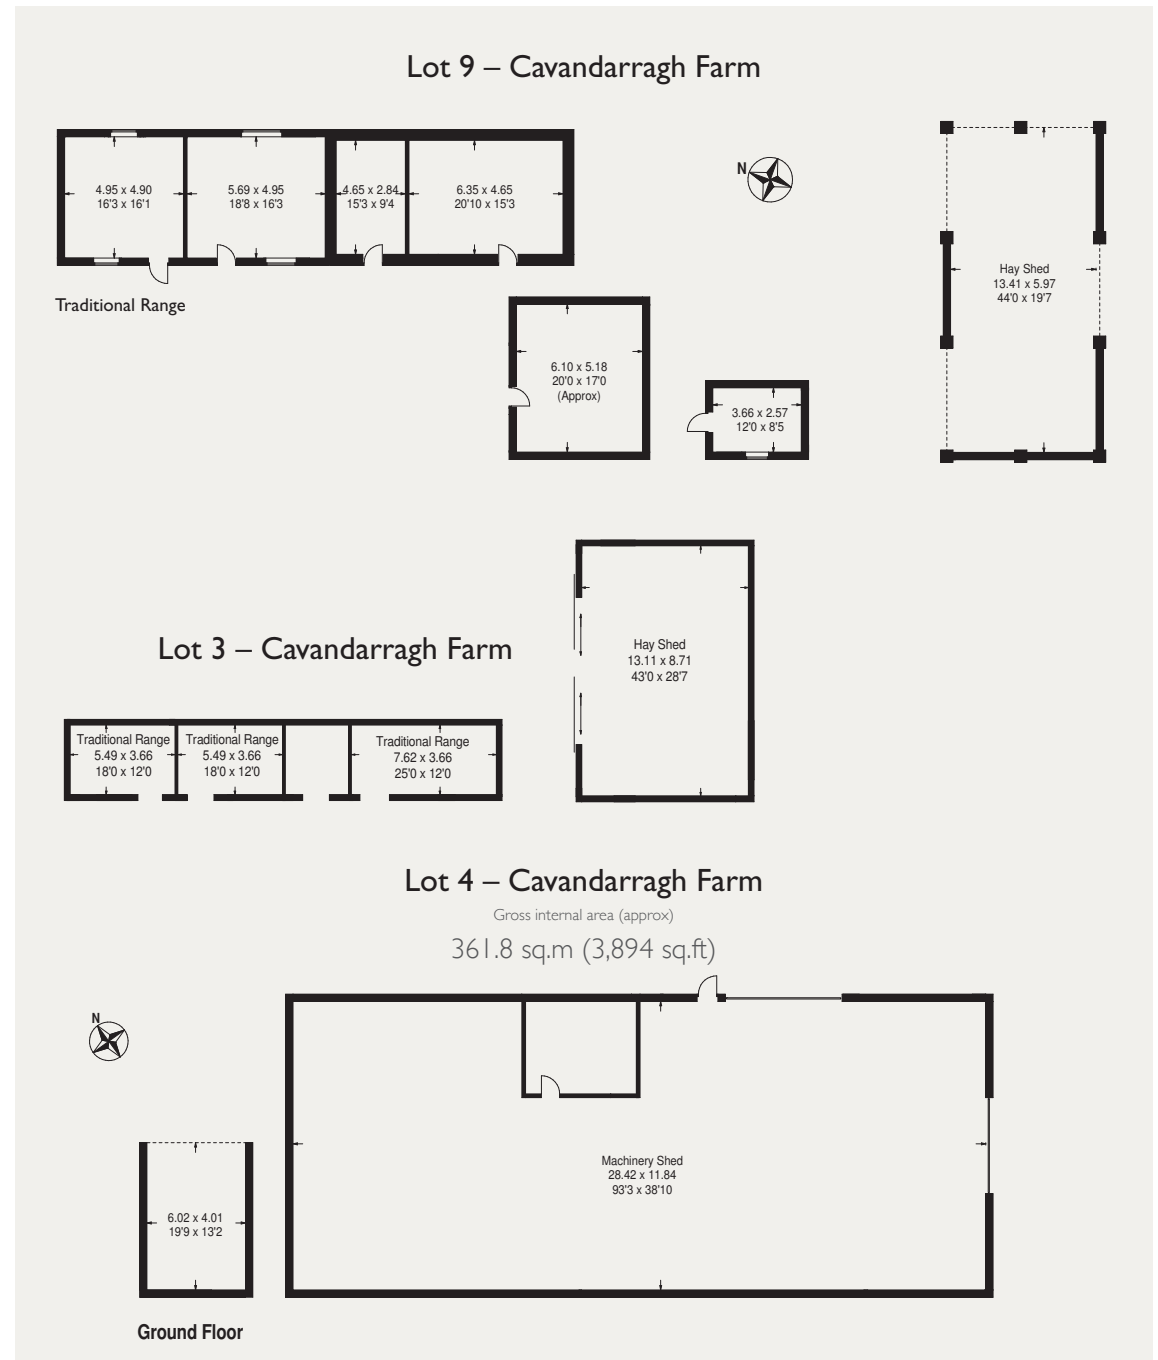 Lot 9 – Cavandarragh Farm
4.95 x 4.90
16'3 x 16'1
5.69 x 4.95
18'8 x 16'3
4.65 x 2.84
15'3 x 9'4
6.35 x 4.65
20'10 x 15'3
N
Traditional Range
Hay Shed
13.41 x 5.97
44'0 x 19'7
6.10 x 5.18
20'0 x 17'0
(Approx)
3.66 x 2.57
12'0 x 8'5
Lot 3 – Cavandarragh Farm
Hay Shed
13.11 x 8.71
43'0 x 28'7
Traditional Range
5.49 x 3.66
18'0 x 12'0
Traditional Range
5.49 x 3.66
18'0 x 12'0
Traditional Range
7.62 x 3.66
25'0 x 12'0
Lot 4 – Cavandarragh Farm
Gross internal area (approx)
361.8 sq.m (3,894 sq.ft)
N
Machinery Shed
28.42 x 11.84
93'3 x 38'10
6.02 x 4.01
19'9 x 13'2
Ground Floor